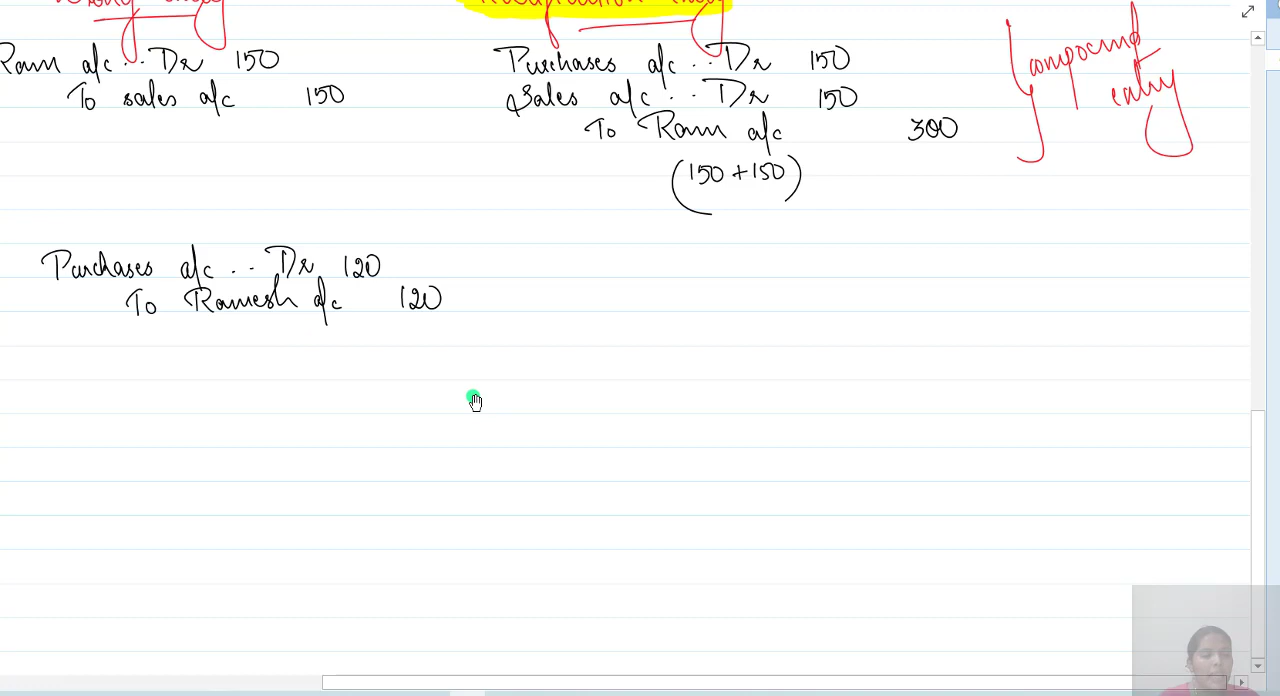 Ram a/c ... Dr 150
To sales a/c 150
Purchases a/c .. Dr 150
Sales a/c .. Dr 150
To Ram a/c 300
(150 + 150)
Compound
entry
Purchases a/c .. Dr 120
To Ramesh a/c 120